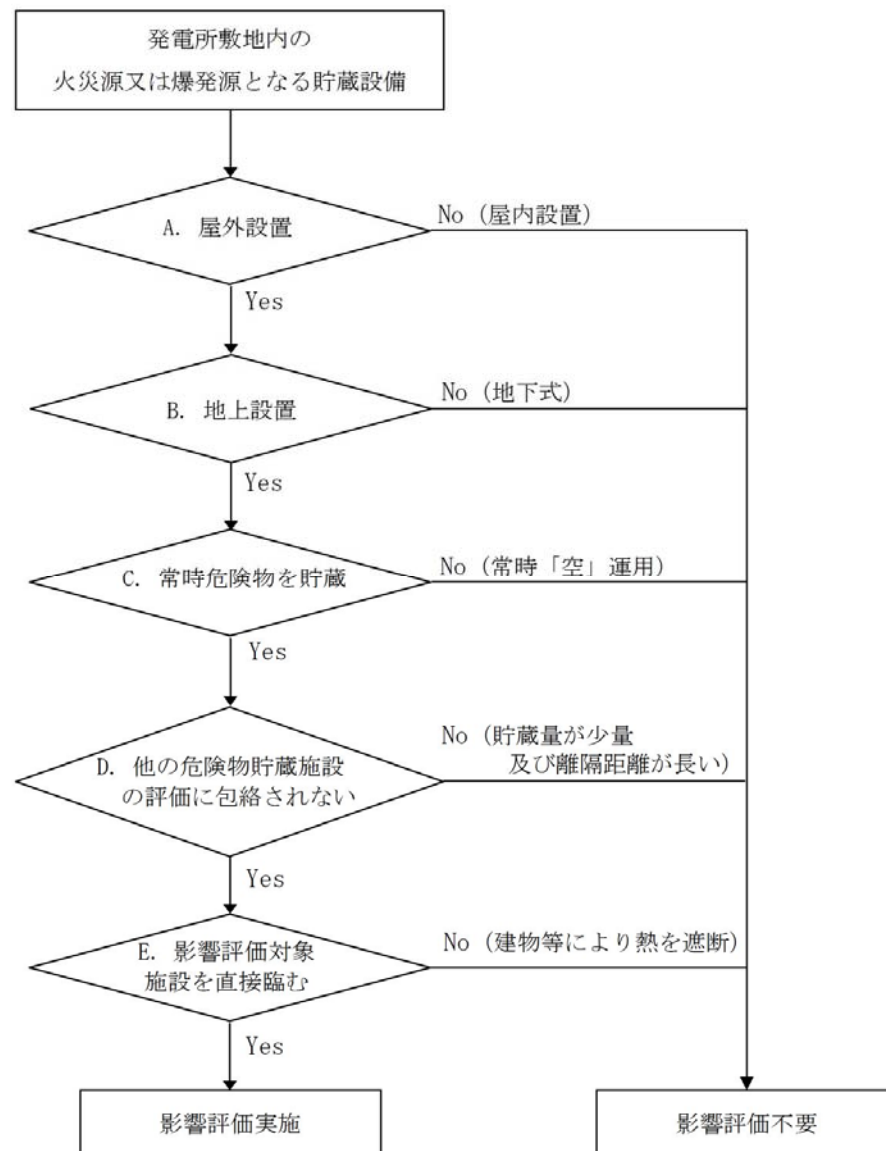 発電所敷地内の
火災源又は爆発源となる貯蔵設備
A. 屋外設置
No (屋内設置)
Yes
B. 地上設置
No (地下式)
Yes
C. 常時危険物を貯蔵
No (常時「空」運用)
Yes
D. 他の危険物貯蔵施設
の評価に包絡されない
No (貯蔵量が少量
及び離隔距離が長い)
Yes
E. 影響評価対象
施設を直接臨む
No (建物等により熱を遮断)
Yes
影響評価実施
影響評価不要